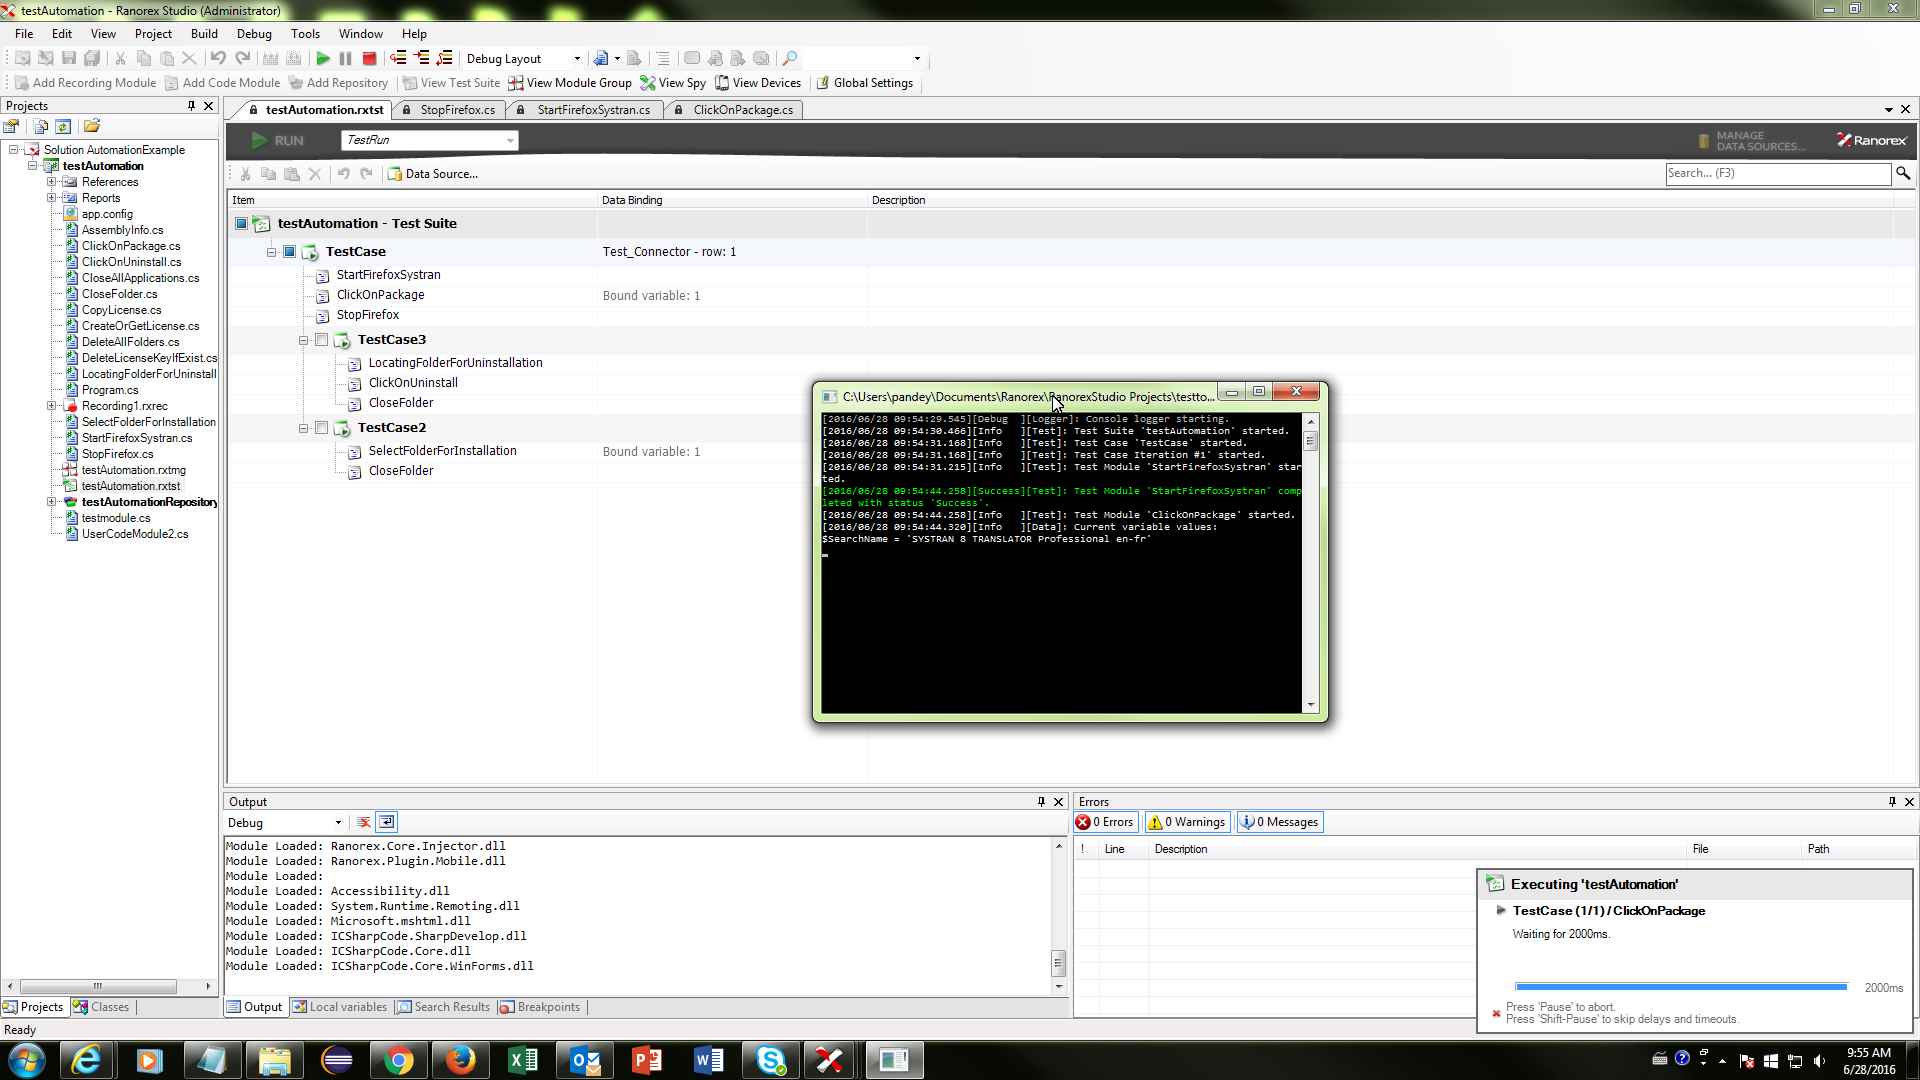 testAutomation - Ranorex Studio (Administrator)
File Edit View Project Build Debug Tools Window Help
Debug Layout
Add Recording Module Add Code Module Add Repository View Test Suite View Module Group View Spy View Devices Global Settings
Projects
testAutomation.rxtst StopFirefox.cs StartFirefoxSystran.cs ClickOnPackage.cs
RUN TestRun MANAGE DATA SOURCES... Ranorex
Data Source... Search... (F3)
Solution AutomationExample
testAutomation
References
Reports
app.config
AssemblyInfo.cs
ClickOnPackage.cs
ClickOnUninstall.cs
CloseAllApplications.cs
CloseFolder.cs
CopyLicense.cs
CreateOrGetLicense.cs
DeleteAllFolders.cs
DeleteLicenseKeyIfExist.cs
LocatingFolderForUninstall
Program.cs
Recording1.rxrec
SelectFolderForInstallation
StartFirefoxSystran.cs
StopFirefox.cs
testAutomation.rxtmg
testAutomation.rxtst
testAutomationRepository
testmodule.cs
UserCodeModule2.cs
Projects Classes
Item Data Binding Description
testAutomation - Test Suite
TestCase Test_Connector - row: 1
StartFirefoxSystran
ClickOnPackage Bound variable: 1
StopFirefox
TestCase3
LocatingFolderForUninstallation
ClickOnUninstall
CloseFolder
TestCase2
SelectFolderForInstallation Bound variable: 1
CloseFolder
C:\Users\pandey\Documents\Ranorex\RanorexStudio Projects\testto...
[2016/06/28 09:54:29.545][Debug ][Logger]: Console logger starting.
[2016/06/28 09:54:30.466][Info ][Test]: Test Suite 'testAutomation' started.
[2016/06/28 09:54:31.168][Info ][Test]: Test Case 'TestCase' started.
[2016/06/28 09:54:31.168][Info ][Test]: Test Case Iteration #1' started.
[2016/06/28 09:54:31.215][Info ][Test]: Test Module 'StartFirefoxSystran' star
ted.
[2016/06/28 09:54:44.258][Success][Test]: Test Module 'StartFirefoxSystran' comp
leted with status 'Success'.
[2016/06/28 09:54:44.258][Info ][Test]: Test Module 'ClickOnPackage' started.
[2016/06/28 09:54:44.320][Info ][Data]: Current variable values:
$SearchName = 'SYSTRAN 8 TRANSLATOR Professional en-fr'
Output
Debug
Module Loaded: Ranorex.Core.Injector.dll
Module Loaded: Ranorex.Plugin.Mobile.dll
Module Loaded:
Module Loaded: Accessibility.dll
Module Loaded: System.Runtime.Remoting.dll
Module Loaded: Microsoft.mshtml.dll
Module Loaded: ICSharpCode.SharpDevelop.dll
Module Loaded: ICSharpCode.Core.dll
Module Loaded: ICSharpCode.Core.WinForms.dll
Output Local variables Search Results Breakpoints
Errors
0 Errors 0 Warnings 0 Messages
! Line Description File Path
Executing 'testAutomation'
TestCase (1/1) / ClickOnPackage
Waiting for 2000ms.
2000ms
Press 'Pause' to abort.
Press 'Shift-Pause' to skip delays and timeouts.
Ready
9:55 AM
6/28/2016